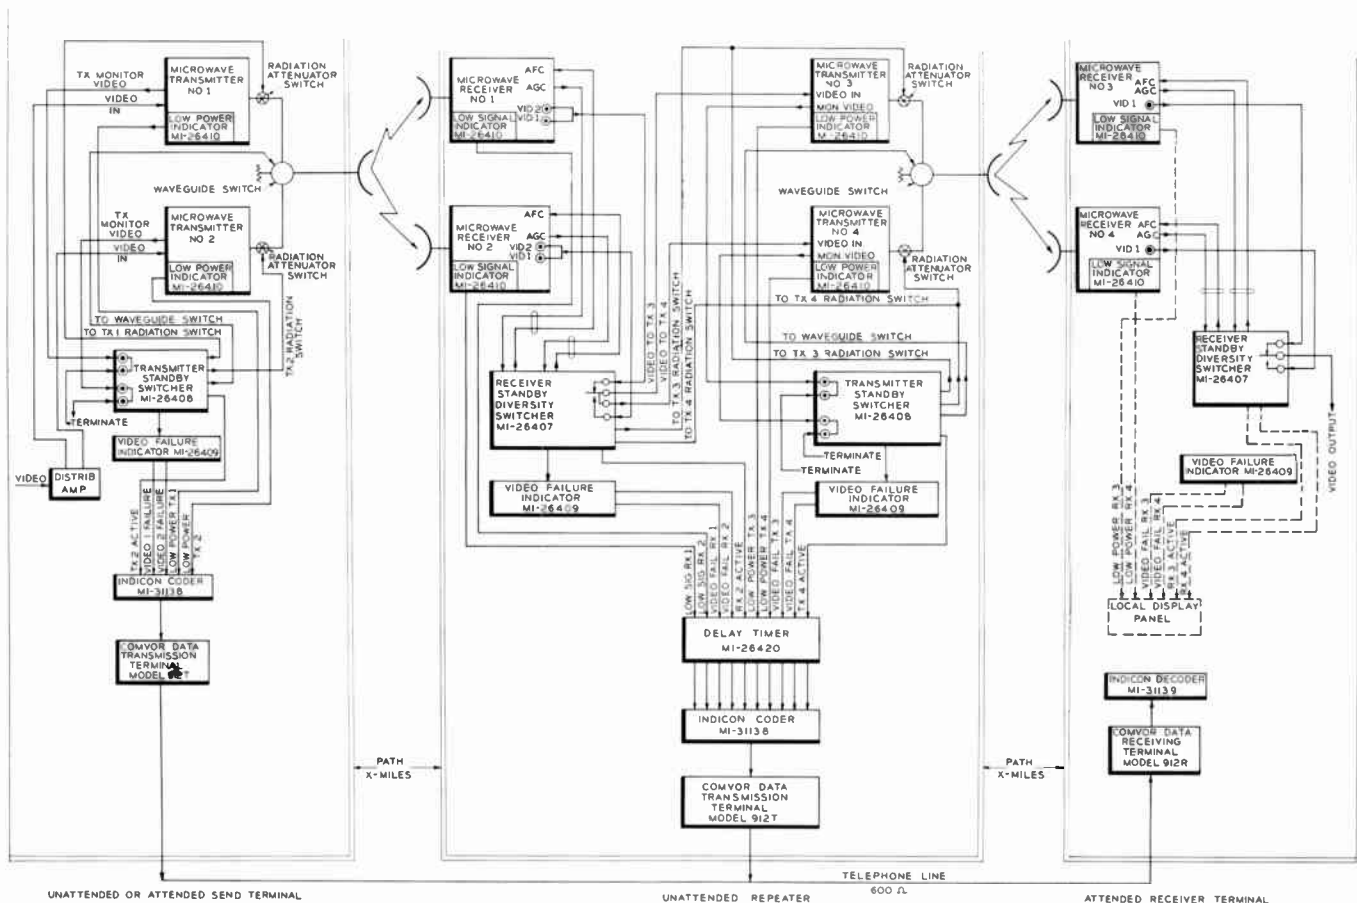 TX MONITOR
VIDEO
VIDEO
IN
MICROWAVE
TRANSMITTER
NO 1
LOW POWER
INDICATOR
MI-26410
RADIATION
ATTENUATOR
SWITCH
WAVEGUIDE SWITCH
TX
MONITOR
VIDEO
VIDEO
IN
MICROWAVE
TRANSMITTER
NO 2
LOW POWER
INDICATOR
MI-26410
RADIATION
ATTENUATOR
SWITCH
TO WAVEGUIDE SWITCH
TO TX1 RADIATION SWITCH
TX2 RADIATION
SWITCH
TRANSMITTER
STANDBY
SWITCHER
MI-26408
TERMINATE
VIDEO FAILURE
INDICATOR MI-26409
VIDEO
DISTRIB
AMP
TX2 ACTIVE
VIDEO 1 FAILURE
VIDEO 2 FAILURE
LOW POWER TX1
LOW POWER
TX 2
INDICON CODER
MI-31138
COMVOR DATA
TRANSMISSION
TERMINAL
MODEL
UNATTENDED OR ATTENDED SEND TERMINAL
PATH
X-MILES
MICROWAVE
RECEIVER
NO 1
AFC
AGC
VID 2
VID 1
LOW SIGNAL
INDICATOR
MI-26410
MICROWAVE
RECEIVER
NO 2
AFC
AGC
VID 2
VID 1
LOW SIGNAL
INDICATOR
MI-26410
RECEIVER
STANDBY
DIVERSITY
SWITCHER
MI-26407
VIDEO TO TX 3
VIDEO TO TX 4
TO TX3 RADIATION SWITCH
TO TX4 RADIATION SWITCH
VIDEO FAILURE
INDICATOR
MI-26409
MICROWAVE
TRANSMITTER
NO 3
VIDEO IN
MON VIDEO
LOW POWER
INDICATOR
MI-26410
RADIATION
ATTENUATOR
SWITCH
WAVEGUIDE SWITCH
MICROWAVE
TRANSMITTER
NO 4
VIDEO IN
MON VIDEO
LOW POWER
INDICATOR
MI-26410
RADIATION
ATTENUATOR
SWITCH
TO TX 4 RADIATION SWITCH
TO WAVEGUIDE SWITCH
TO TX 3 RADIATION SWITCH
TRANSMITTER
STANDBY
SWITCHER
MI-26408
TERMINATE
TERMINATE
VIDEO FAILURE
INDICATOR
MI-26409
LOW SIG RX1
LOW SIG RX 2
VIDEO FAIL RX 1
VIDEO FAIL RX 2
RX 2 ACTIVE
LOW POWER TX 3
LOW POWER TX 4
VIDEO FAIL TX 3
VIDEO FAIL TX 4
TX 4 ACTIVE
DELAY TIMER
MI-26420
INDICON CODER
MI-31138
COMVOR DATA
TRANSMISSION
TERMINAL
MODEL 912T
UNATTENDED REPEATER
TELEPHONE LINE
600 Ω
PATH
X-MILES
MICROWAVE
RECEIVER
NO 3
AFC
AGC
VID 1
LOW SIGNAL
INDICATOR
MI-26410
MICROWAVE
RECEIVER
NO 4
AFC
AGC
VID 1
LOW SIGNAL
INDICATOR
MI-26410
RECEIVER
STANDBY
DIVERSITY
SWITCHER
MI-26407
VIDEO OUTPUT
VIDEO FAILURE
INDICATOR MI-26409
LOW POWER RX 3
LOW POWER RX 4
VIDEO FAIL RX 3
VIDEO FAIL RX 4
RX 3 ACTIVE
RX 4 ACTIVE
LOCAL DISPLAY
PANEL
INDICON DECODER
MI-31139
COMVOR DATA
RECEIVING
TERMINAL
MODEL 912R
ATTENDED RECEIVER TERMINAL